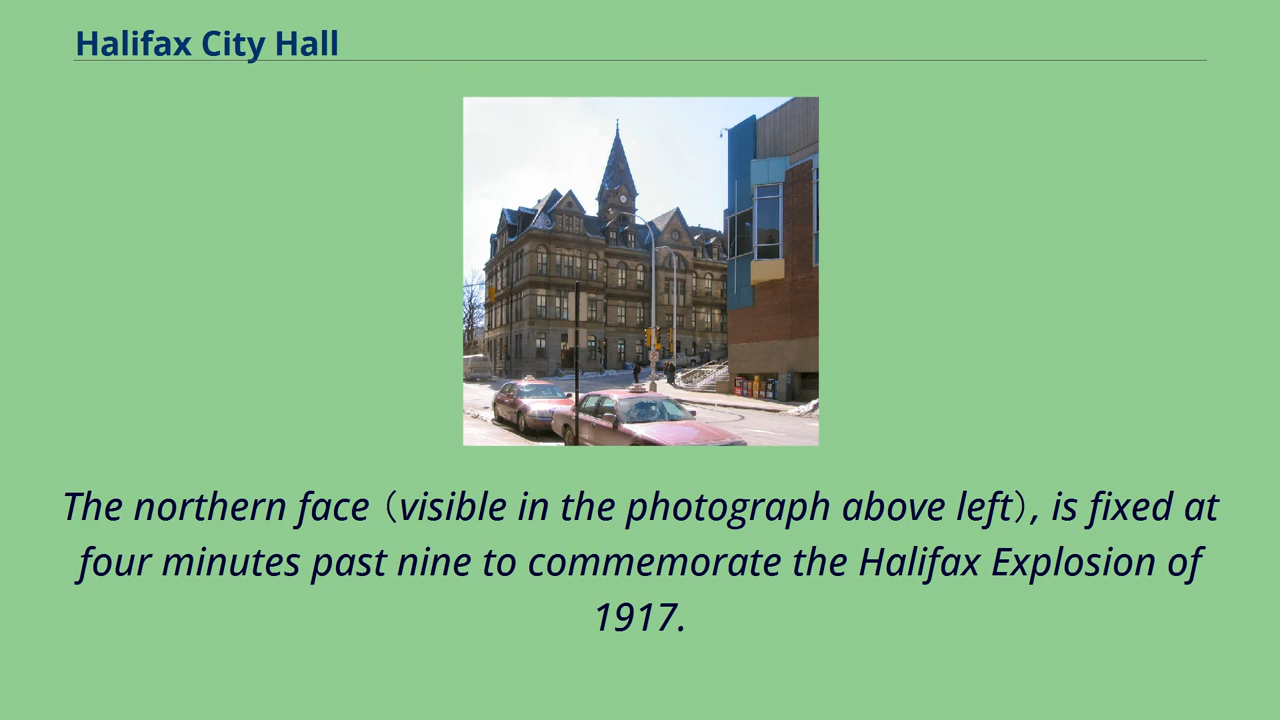 Halifax City Hall
The northern face（visible in the photograph above left）, is fixed at
four minutes past nine to commemorate the Halifax Explosion of
1917.